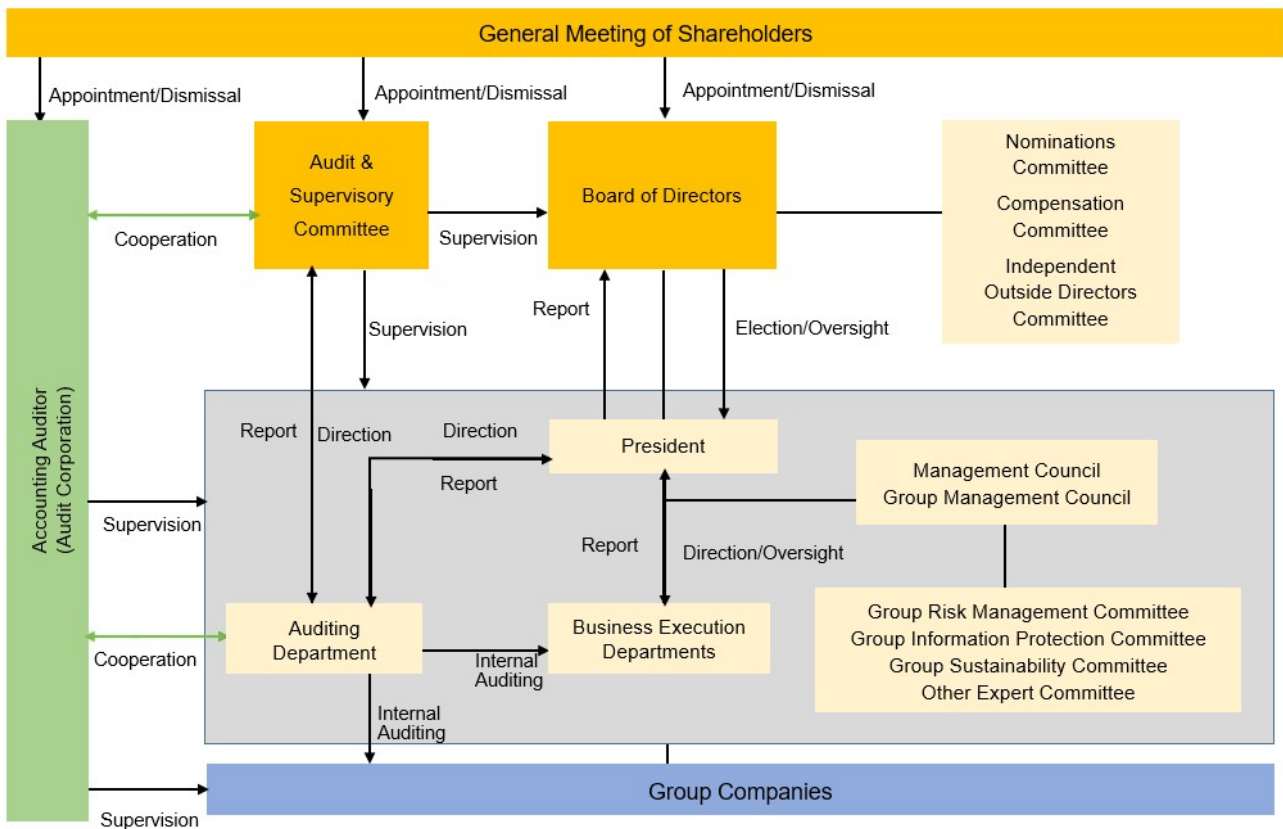 General Meeting of Shareholders
Appointment/Dismissal
Appointment/Dismissal
Appointment/Dismissal
Accounting Auditor
(Audit Corporation)
Audit &
Supervisory
Committee
Board of Directors
Nominations
Committee
Compensation
Committee
Independent
Outside Directors
Committee
Cooperation
Supervision
Supervision
Report
Election/Oversight
Report
Direction
Direction
Report
President
Management Council
Group Management Council
Supervision
Report
Direction/Oversight
Auditing
Department
Business Execution
Departments
Group Risk Management Committee
Group Information Protection Committee
Group Sustainability Committee
Other Expert Committee
Cooperation
Internal
Auditing
Internal
Auditing
Group Companies
Supervision